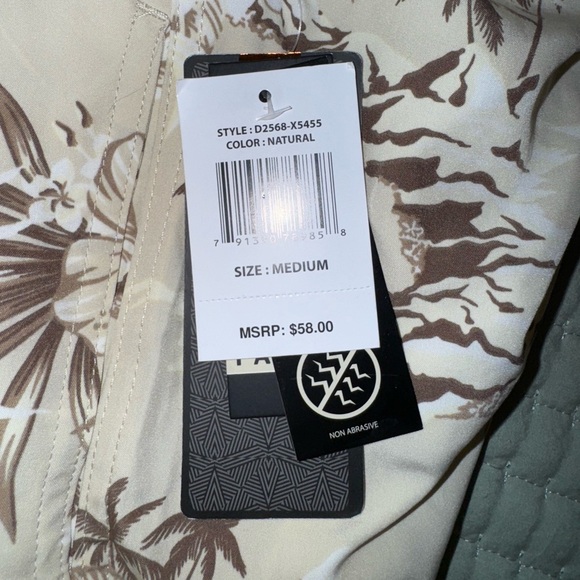 STYLE : D2568-X5455
COLOR : NATURAL
SIZE : MEDIUM
MSRP: $58.00
NON ABRASIVE